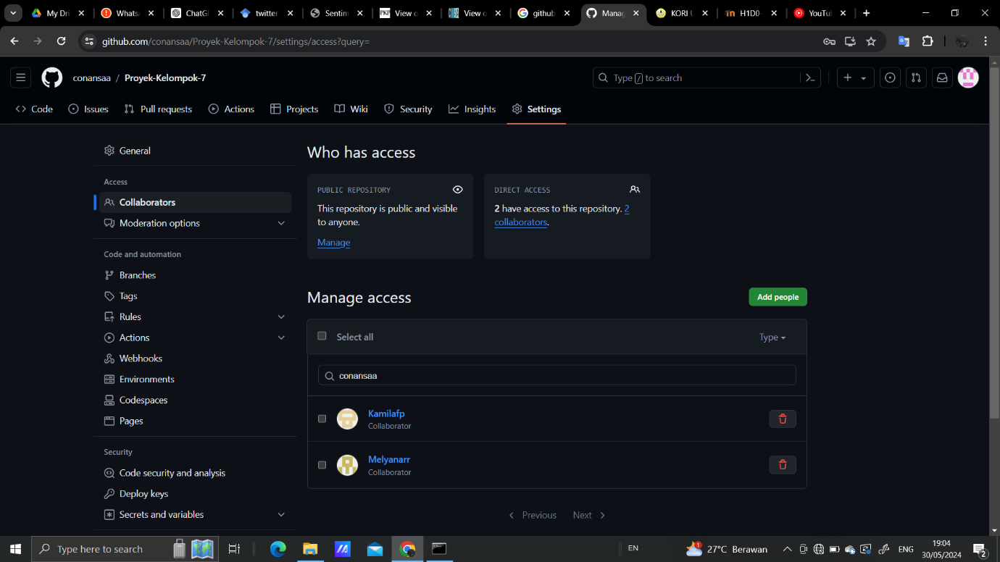 My Dri
Whats
ChatGI
twitter
Sentim
View o
View o
github
Manag
KORI U
H1D0-
YouTul
github.com/conansaa/Proyek-Kelompok-7/settings/access?query=
conansaa / Proyek-Kelompok-7
Type / to search
Code
Issues
Pull requests
Actions
Projects
Wiki
Security
Insights
Settings
General
Access
Collaborators
Moderation options
Code and automation
Branches
Tags
Rules
Actions
Webhooks
Environments
Codespaces
Pages
Security
Code security and analysis
Deploy keys
Secrets and variables
Who has access
PUBLIC REPOSITORY
This repository is public and visible
to anyone.
Manage
DIRECT ACCESS
2 have access to this repository. 2
collaborators.
Manage access
Add people
Select all
Type
conansaa
Kamilafp
Collaborator
Melyanarr
Collaborator
Previous
Next
Type here to search
EN
1
27°C Berawan
ENG
19:04
30/05/2024
2